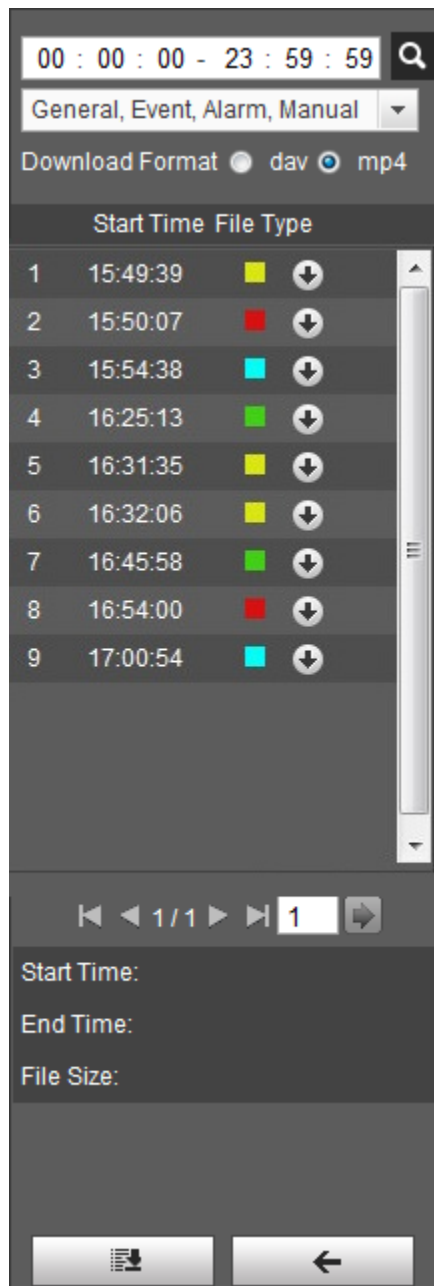 00 : 00 : 00 - 23 : 59 : 59
General, Event, Alarm, Manual
Download Format dav mp4
Start Time File Type
1 15:49:39
2 15:50:07
3 15:54:38
4 16:25:13
5 16:31:35
6 16:32:06
7 16:45:58
8 16:54:00
9 17:00:54
1 / 1 1
Start Time:
End Time:
File Size: